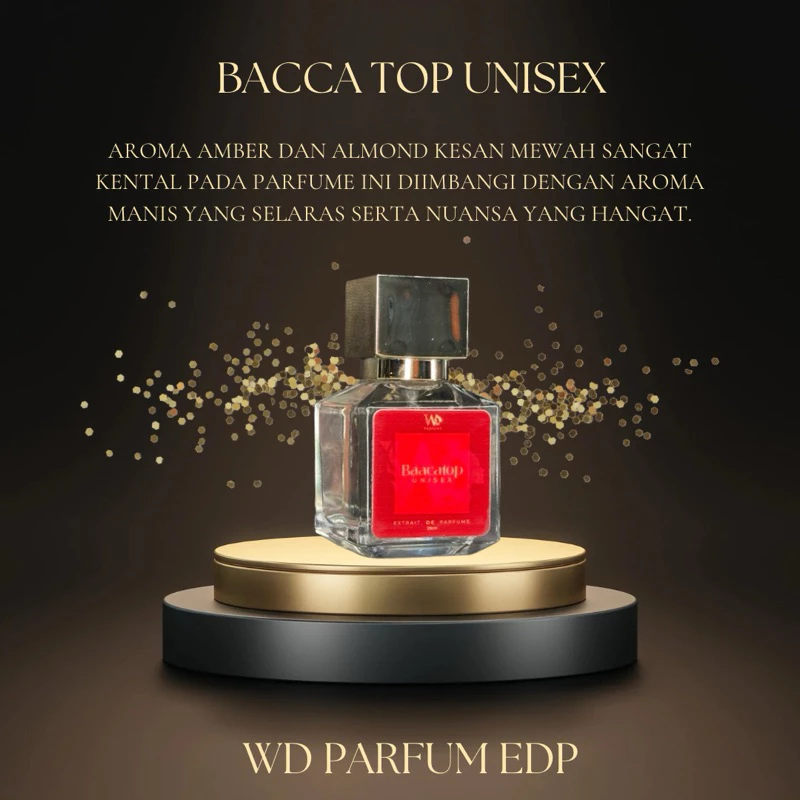 BACCA TOP UNISEX
AROMA AMBER DAN ALMOND KESAN MEWAH SANGAT
KENTAL PADA PARFUME INI DIIMBANGI DENGAN AROMA
MANIS YANG SELARAS SERTA NUANSA YANG HANGAT.
WD
Baacatop
UNISEX
EXTRAIT DE PARFUME
WD PARFUM EDP